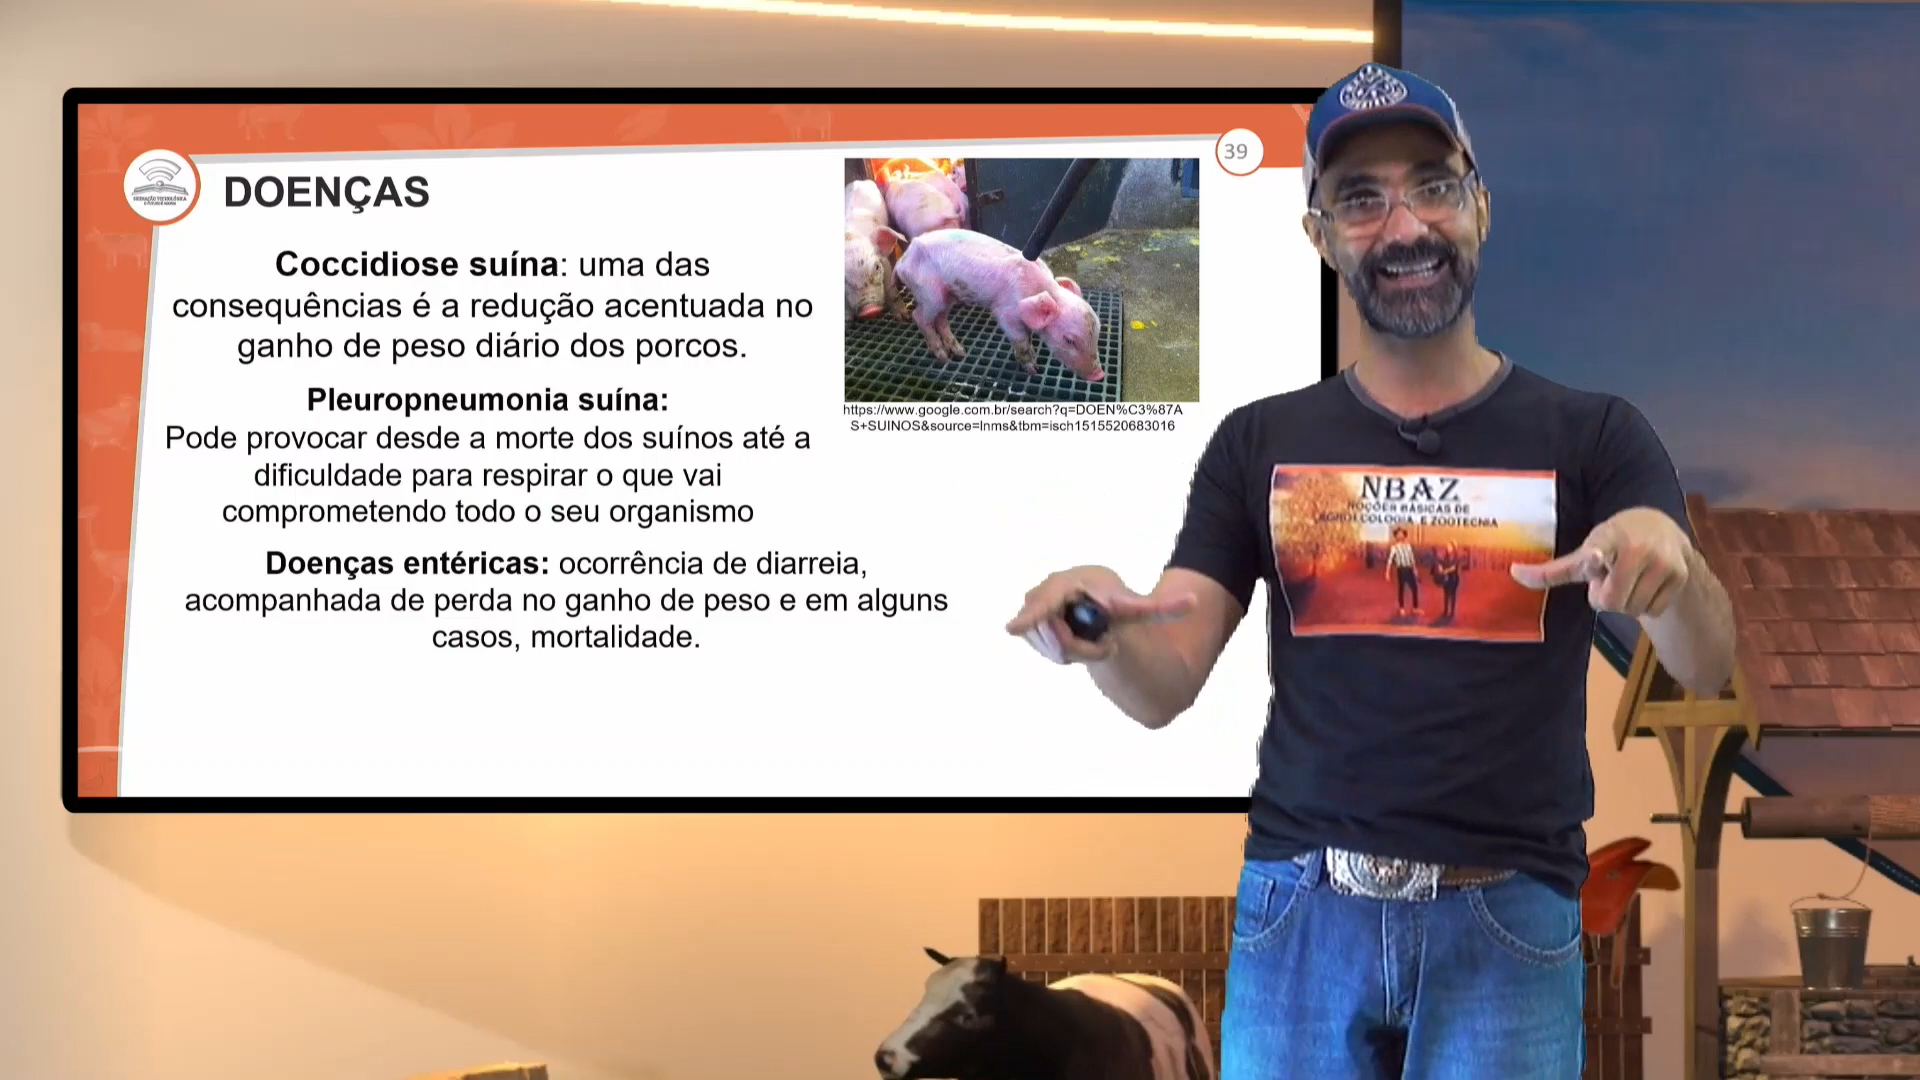 39
MEDIAÇÃO TECNOLÓGICA
DOENÇAS
Coccidiose suína: uma das
consequências é a redução acentuada no
ganho de peso diário dos porcos.
Pleuropneumonia suína:
Pode provocar desde a morte dos suínos até a
dificuldade para respirar o que vai
comprometendo todo o seu organismo
Doenças entéricas: ocorrência de diarreia,
acompanhada de perda no ganho de peso e em alguns
casos, mortalidade.
https://www.google.com.br/search?q=DOEN%C3%87A
S+SUINOS&source=lnms&tbm=isch1515520683016
NBAZ
NOÇÕES BÁSICAS DE
AGROECOLOGIA E ZOOTECNIA